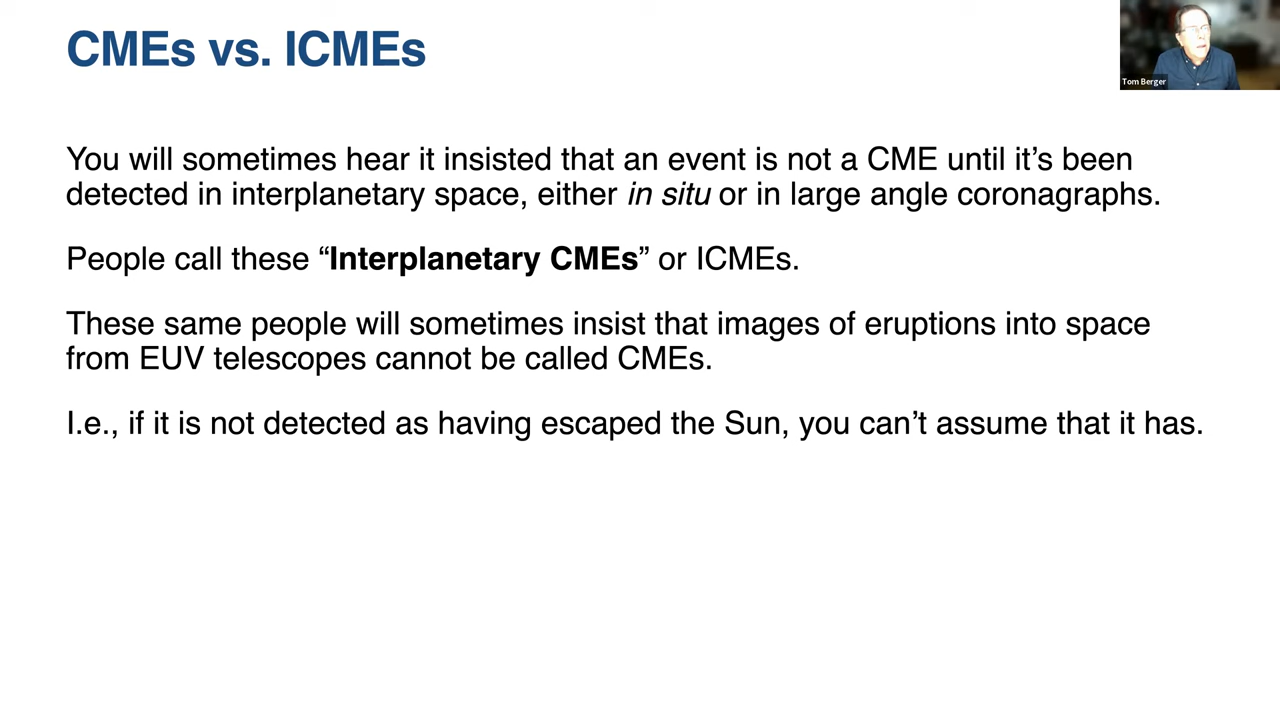 CMEs vs. ICMEs
Tom Berger
You will sometimes hear it insisted that an event is not a CME until it’s been
detected in interplanetary space, either in situ or in large angle coronagraphs.
People call these “Interplanetary CMEs” or ICMEs.
These same people will sometimes insist that images of eruptions into space
from EUV telescopes cannot be called CMEs.
I.e., if it is not detected as having escaped the Sun, you can’t assume that it has.